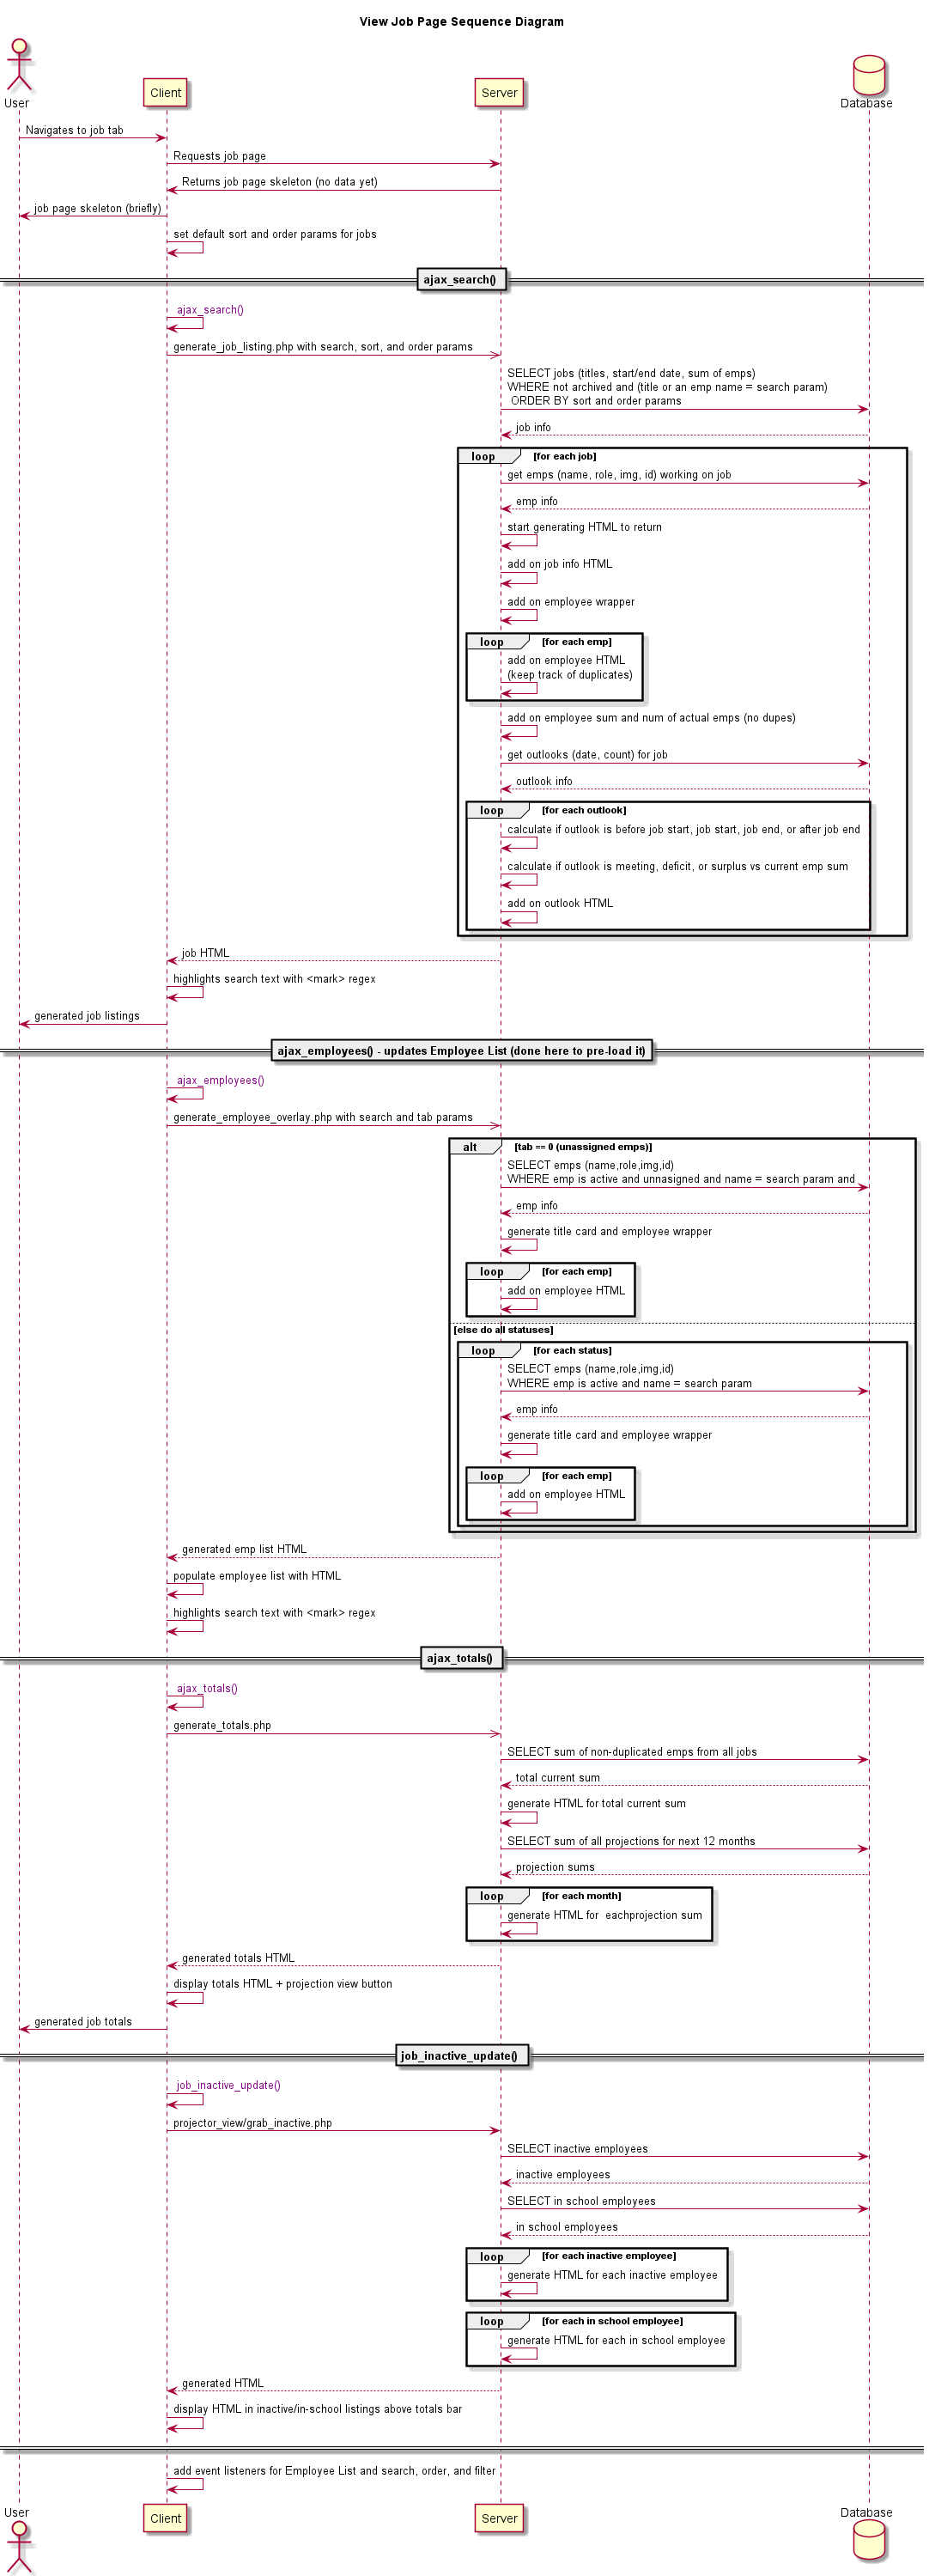 View Job Page Sequence Diagram
User
Client
Server
Database
Navigates to job tab
Requests job page
Returns job page skeleton (no data yet)
job page skeleton (briefly)
set default sort and order params for jobs
ajax_search()
ajax_search()
generate_job_listing.php with search, sort, and order params
SELECT jobs (titles, start/end date, sum of emps)
WHERE not archived and (title or an emp name = search param)
ORDER BY sort and order params
job info
loop [for each job]
get emps (name, role, img, id) working on job
emp info
start generating HTML to return
add on job info HTML
add on employee wrapper
loop [for each emp]
add on employee HTML
(keep track of duplicates)
add on employee sum and num of actual emps (no dupes)
get outlooks (date, count) for job
outlook info
loop [for each outlook]
calculate if outlook is before job start, job start, job end, or after job end
calculate if outlook is meeting, deficit, or surplus vs current emp sum
add on outlook HTML
job HTML
highlights search text with <mark> regex
generated job listings
ajax_employees() - updates Employee List (done here to pre-load it)
ajax_employees()
generate_employee_overlay.php with search and tab params
alt [tab == 0 (unassigned emps)]
SELECT emps (name,role,img,id)
WHERE emp is active and unnasigned and name = search param and
emp info
generate title card and employee wrapper
loop [for each emp]
add on employee HTML
[else do all statuses]
loop [for each status]
SELECT emps (name,role,img,id)
WHERE emp is active and name = search param
emp info
generate title card and employee wrapper
loop [for each emp]
add on employee HTML
generated emp list HTML
populate employee list with HTML
highlights search text with <mark> regex
ajax_totals()
ajax_totals()
generate_totals.php
SELECT sum of non-duplicated emps from all jobs
total current sum
generate HTML for total current sum
SELECT sum of all projections for next 12 months
projection sums
loop [for each month]
generate HTML for  eachprojection sum
generated totals HTML
display totals HTML + projection view button
generated job totals
job_inactive_update()
job_inactive_update()
projector_view/grab_inactive.php
SELECT inactive employees
inactive employees
SELECT in school employees
in school employees
loop [for each inactive employee]
generate HTML for each inactive employee
loop [for each in school employee]
generate HTML for each in school employee
generated HTML
display HTML in inactive/in-school listings above totals bar
add event listeners for Employee List and search, order, and filter
User
Client
Server
Database